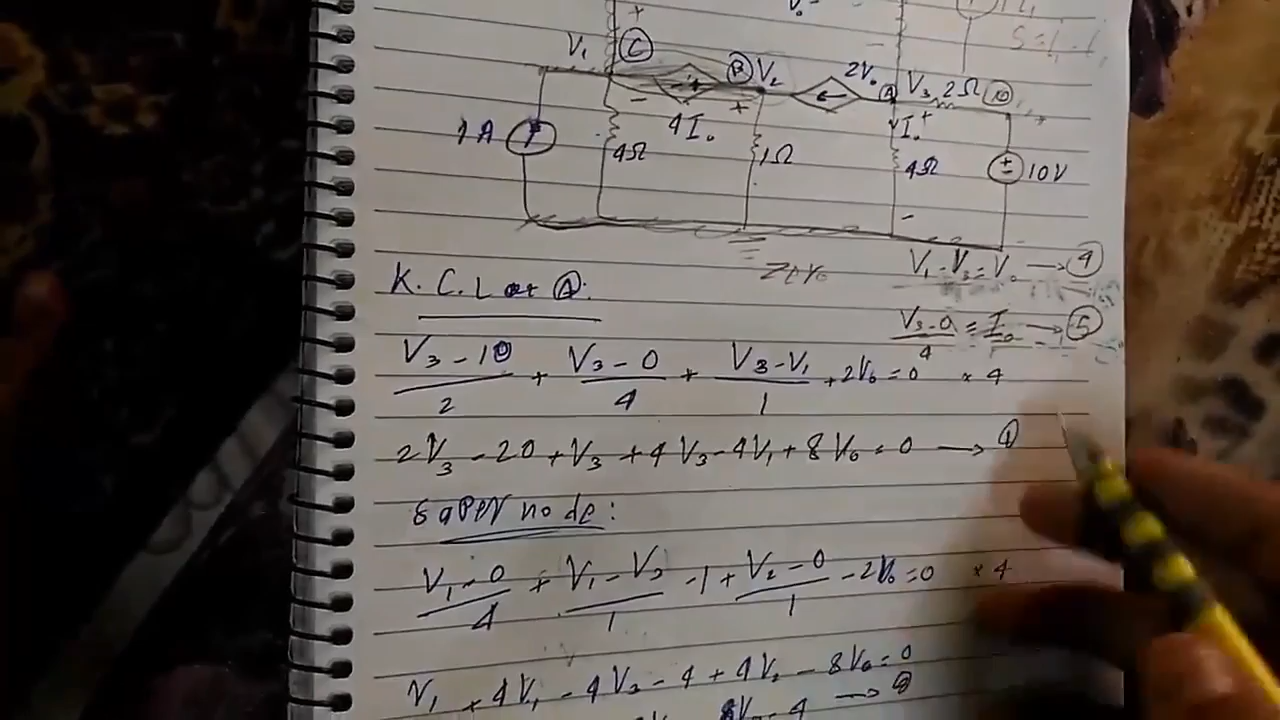 V₁ C B V₂ 2V₀ A V₃ 2Ω 10
- + + -
1A 4Ω 4I₀ 1Ω I₀ 4Ω 10V
zero V₁ - V₃ = V₀ → 4
K.C.L at A:
(V₃ - 0)/4 = I₀ → 5
(V₃ - 10)/2 + (V₃ - 0)/4 + (V₃ - V₁)/1 + 2V₀ = 0 × 4
2V₃ - 20 + V₃ + 4V₃ - 4V₁ + 8V₀ = 0 → 1
SaPer node:
(V₁ - 0)/4 + (V₁ - V₃)/1 - 1 + (V₂ - 0)/1 - 2V₀ = 0 × 4
V₁ + 4V₁ - 4V₃ - 4 + 4V₂ - 8V₀ = 0